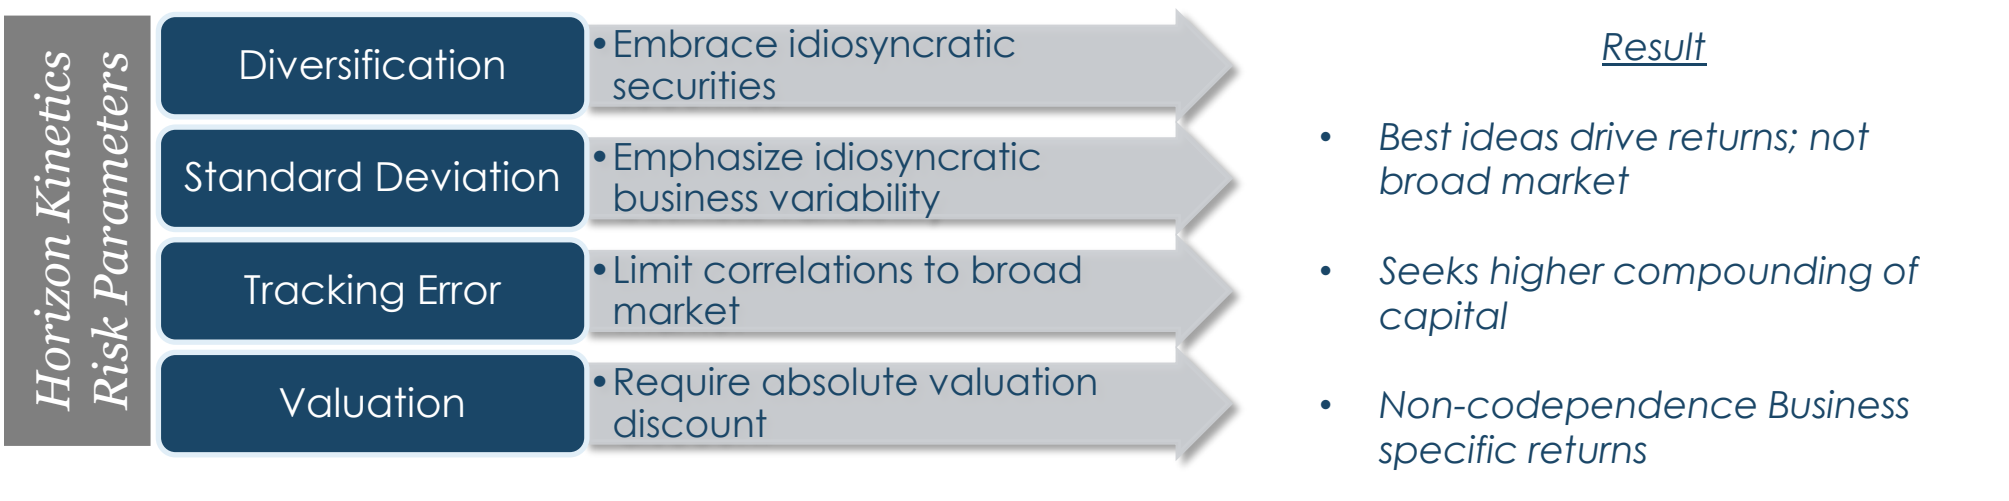 Horizon Kinetics
Risk Parameters
Diversification
•Embrace idiosyncratic
securities
Standard Deviation
•Emphasize idiosyncratic
business variability
Tracking Error
•Limit correlations to broad
market
Valuation
•Require absolute valuation
discount
Result
• Best ideas drive returns; not
broad market
• Seeks higher compounding of
capital
• Non-codependence Business
specific returns